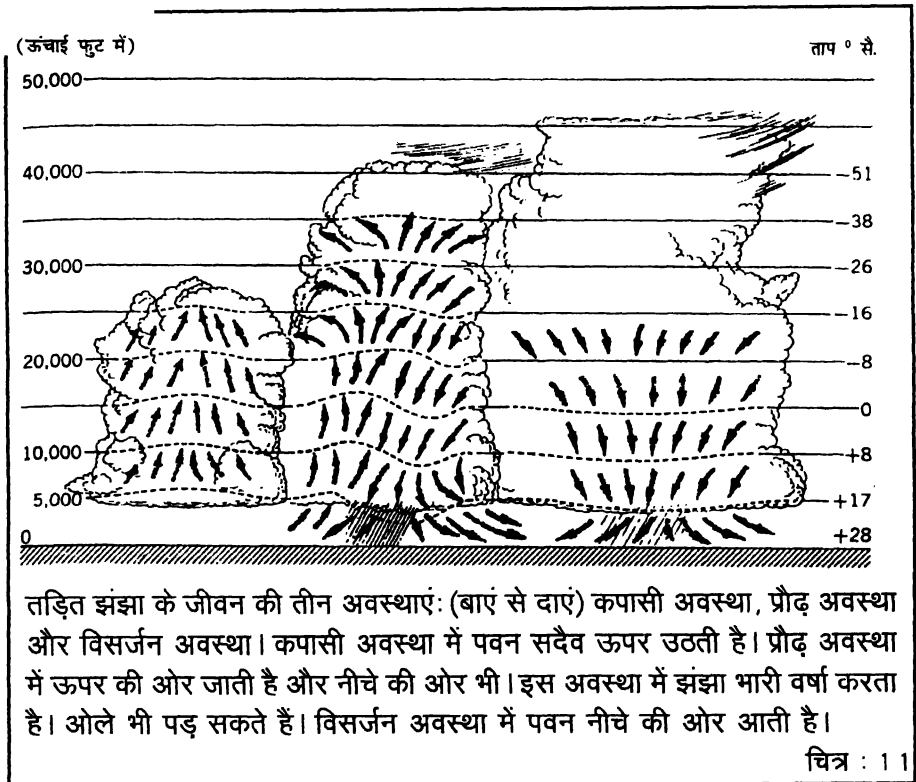 (ऊंचाई फुट में) ताप ° सै.
50,000
40,000 –51
–38
30,000 –26
–16
20,000 –8
0
10,000 +8
5,000 +17
0 +28
तड़ित झंझा के जीवन की तीन अवस्थाएं: (बाएं से दाएं) कपासी अवस्था, प्रौढ़ अवस्था
और विसर्जन अवस्था। कपासी अवस्था में पवन सदैव ऊपर उठती है। प्रौढ़ अवस्था
में ऊपर की ओर जाती है और नीचे की ओर भी। इस अवस्था में झंझा भारी वर्षा करता
है। ओले भी पड़ सकते हैं। विसर्जन अवस्था में पवन नीचे की ओर आती है।
चित्र : 11